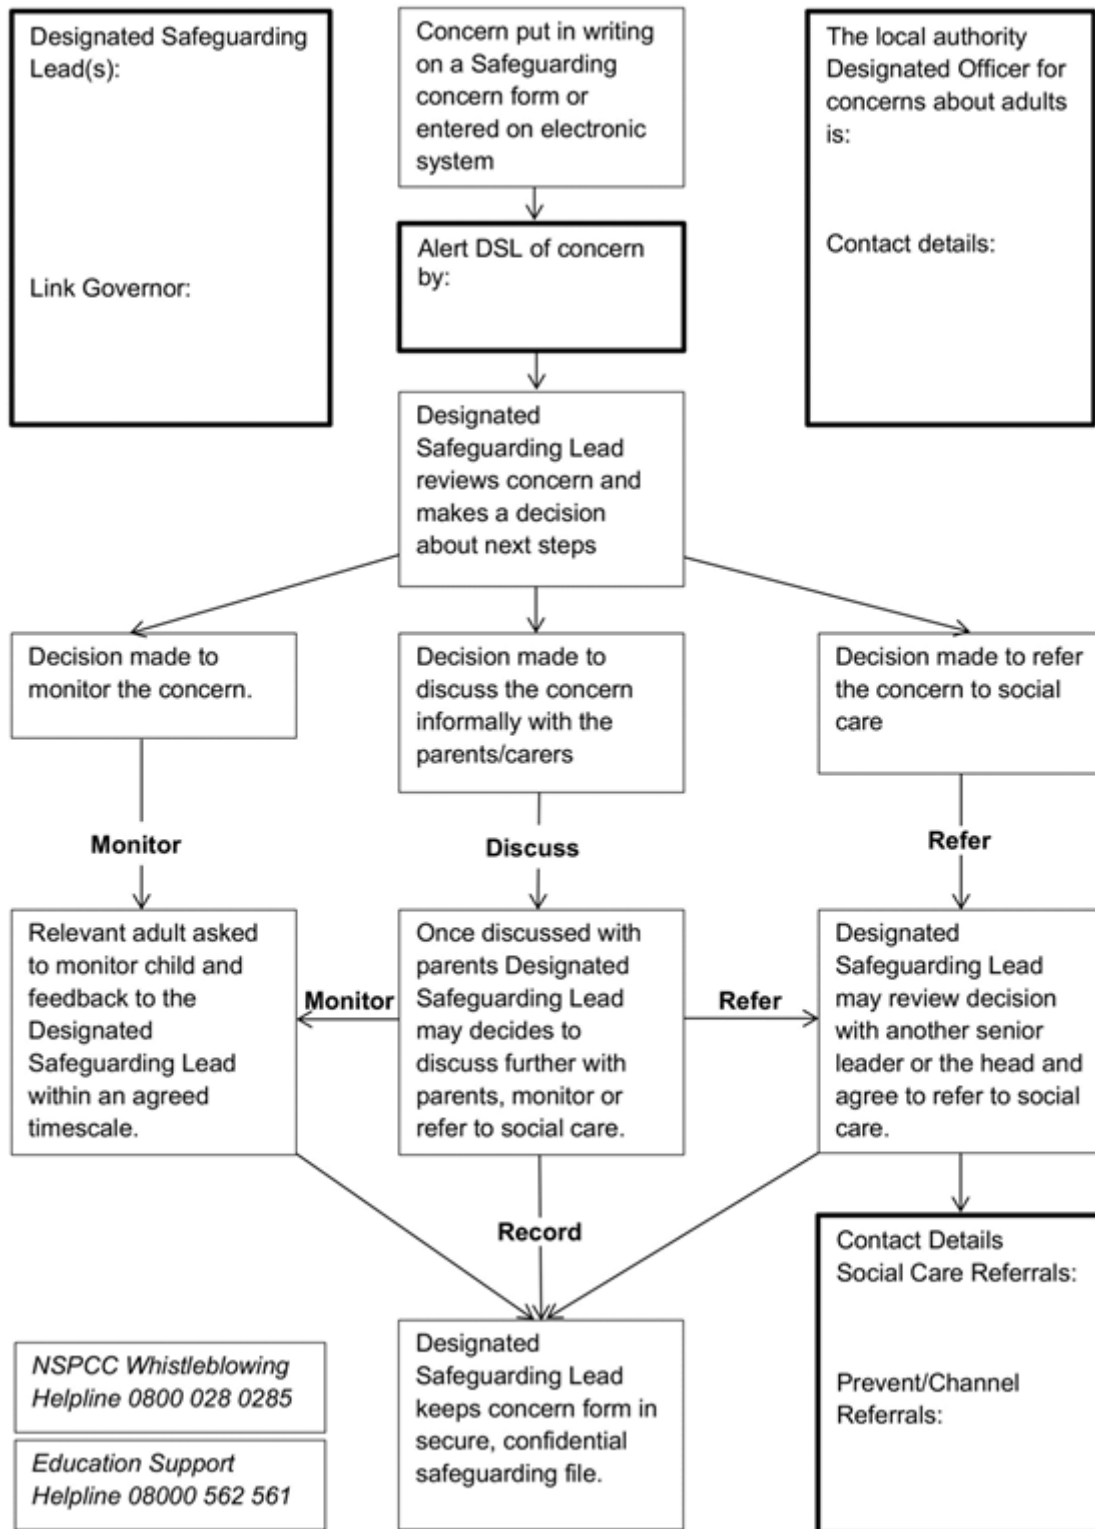 Designated Safeguarding
Lead(s):
Link Governor:
Concern put in writing
on a Safeguarding
concern form or
entered on electronic
system
The local authority
Designated Officer for
concerns about adults
is:
Contact details:
Alert DSL of concern
by:
Designated
Safeguarding Lead
reviews concern and
makes a decision
about next steps
Decision made to
monitor the concern.
Decision made to
discuss the concern
informally with the
parents/carers
Decision made to refer
the concern to social
care
Monitor
Discuss
Refer
Relevant adult asked
to monitor child and
feedback to the
Designated
Safeguarding Lead
within an agreed
timescale.
Monitor
Once discussed with
parents Designated
Safeguarding Lead
may decides to
discuss further with
parents, monitor or
refer to social care.
Refer
Designated
Safeguarding Lead
may review decision
with another senior
leader or the head and
agree to refer to social
care.
Record
Contact Details
Social Care Referrals:
Prevent/Channel
Referrals:
Designated
Safeguarding Lead
keeps concern form in
secure, confidential
safeguarding file.
NSPCC Whistleblowing
Helpline 0800 028 0285
Education Support
Helpline 08000 562 561